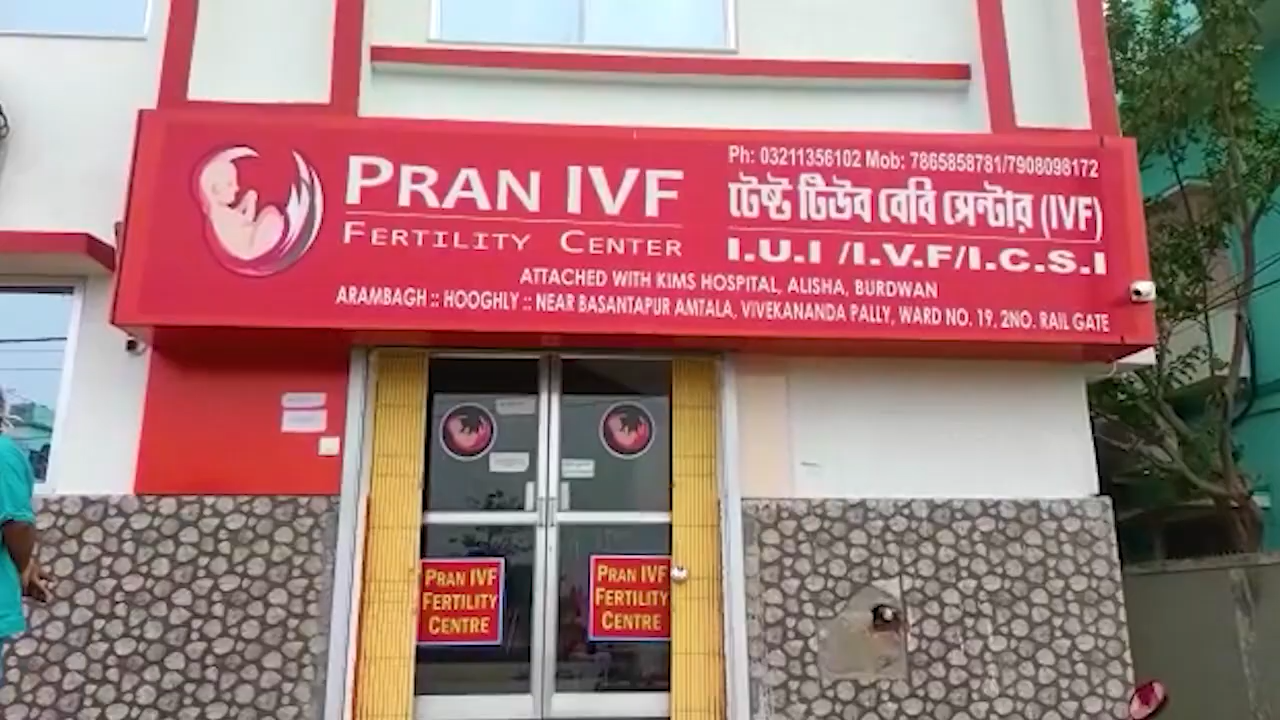 PRAN IVF
FERTILITY CENTER
Ph: 03211356102 Mob: 7865858781/7908098172
টেষ্ট টিউব বেবি সেন্টার (IVF)
I.U.I /I.V.F/I.C.S.I
ATTACHED WITH KIMS HOSPITAL, ALISHA, BURDWAN
ARAMBAGH :: HOOGHLY :: NEAR BASANTAPUR AMTALA, VIVEKANANDA PALLY, WARD NO. 19, 2NO. RAIL GATE
PRAN IVF
FERTILITY
CENTRE
PRAN IVF
FERTILITY
CENTRE